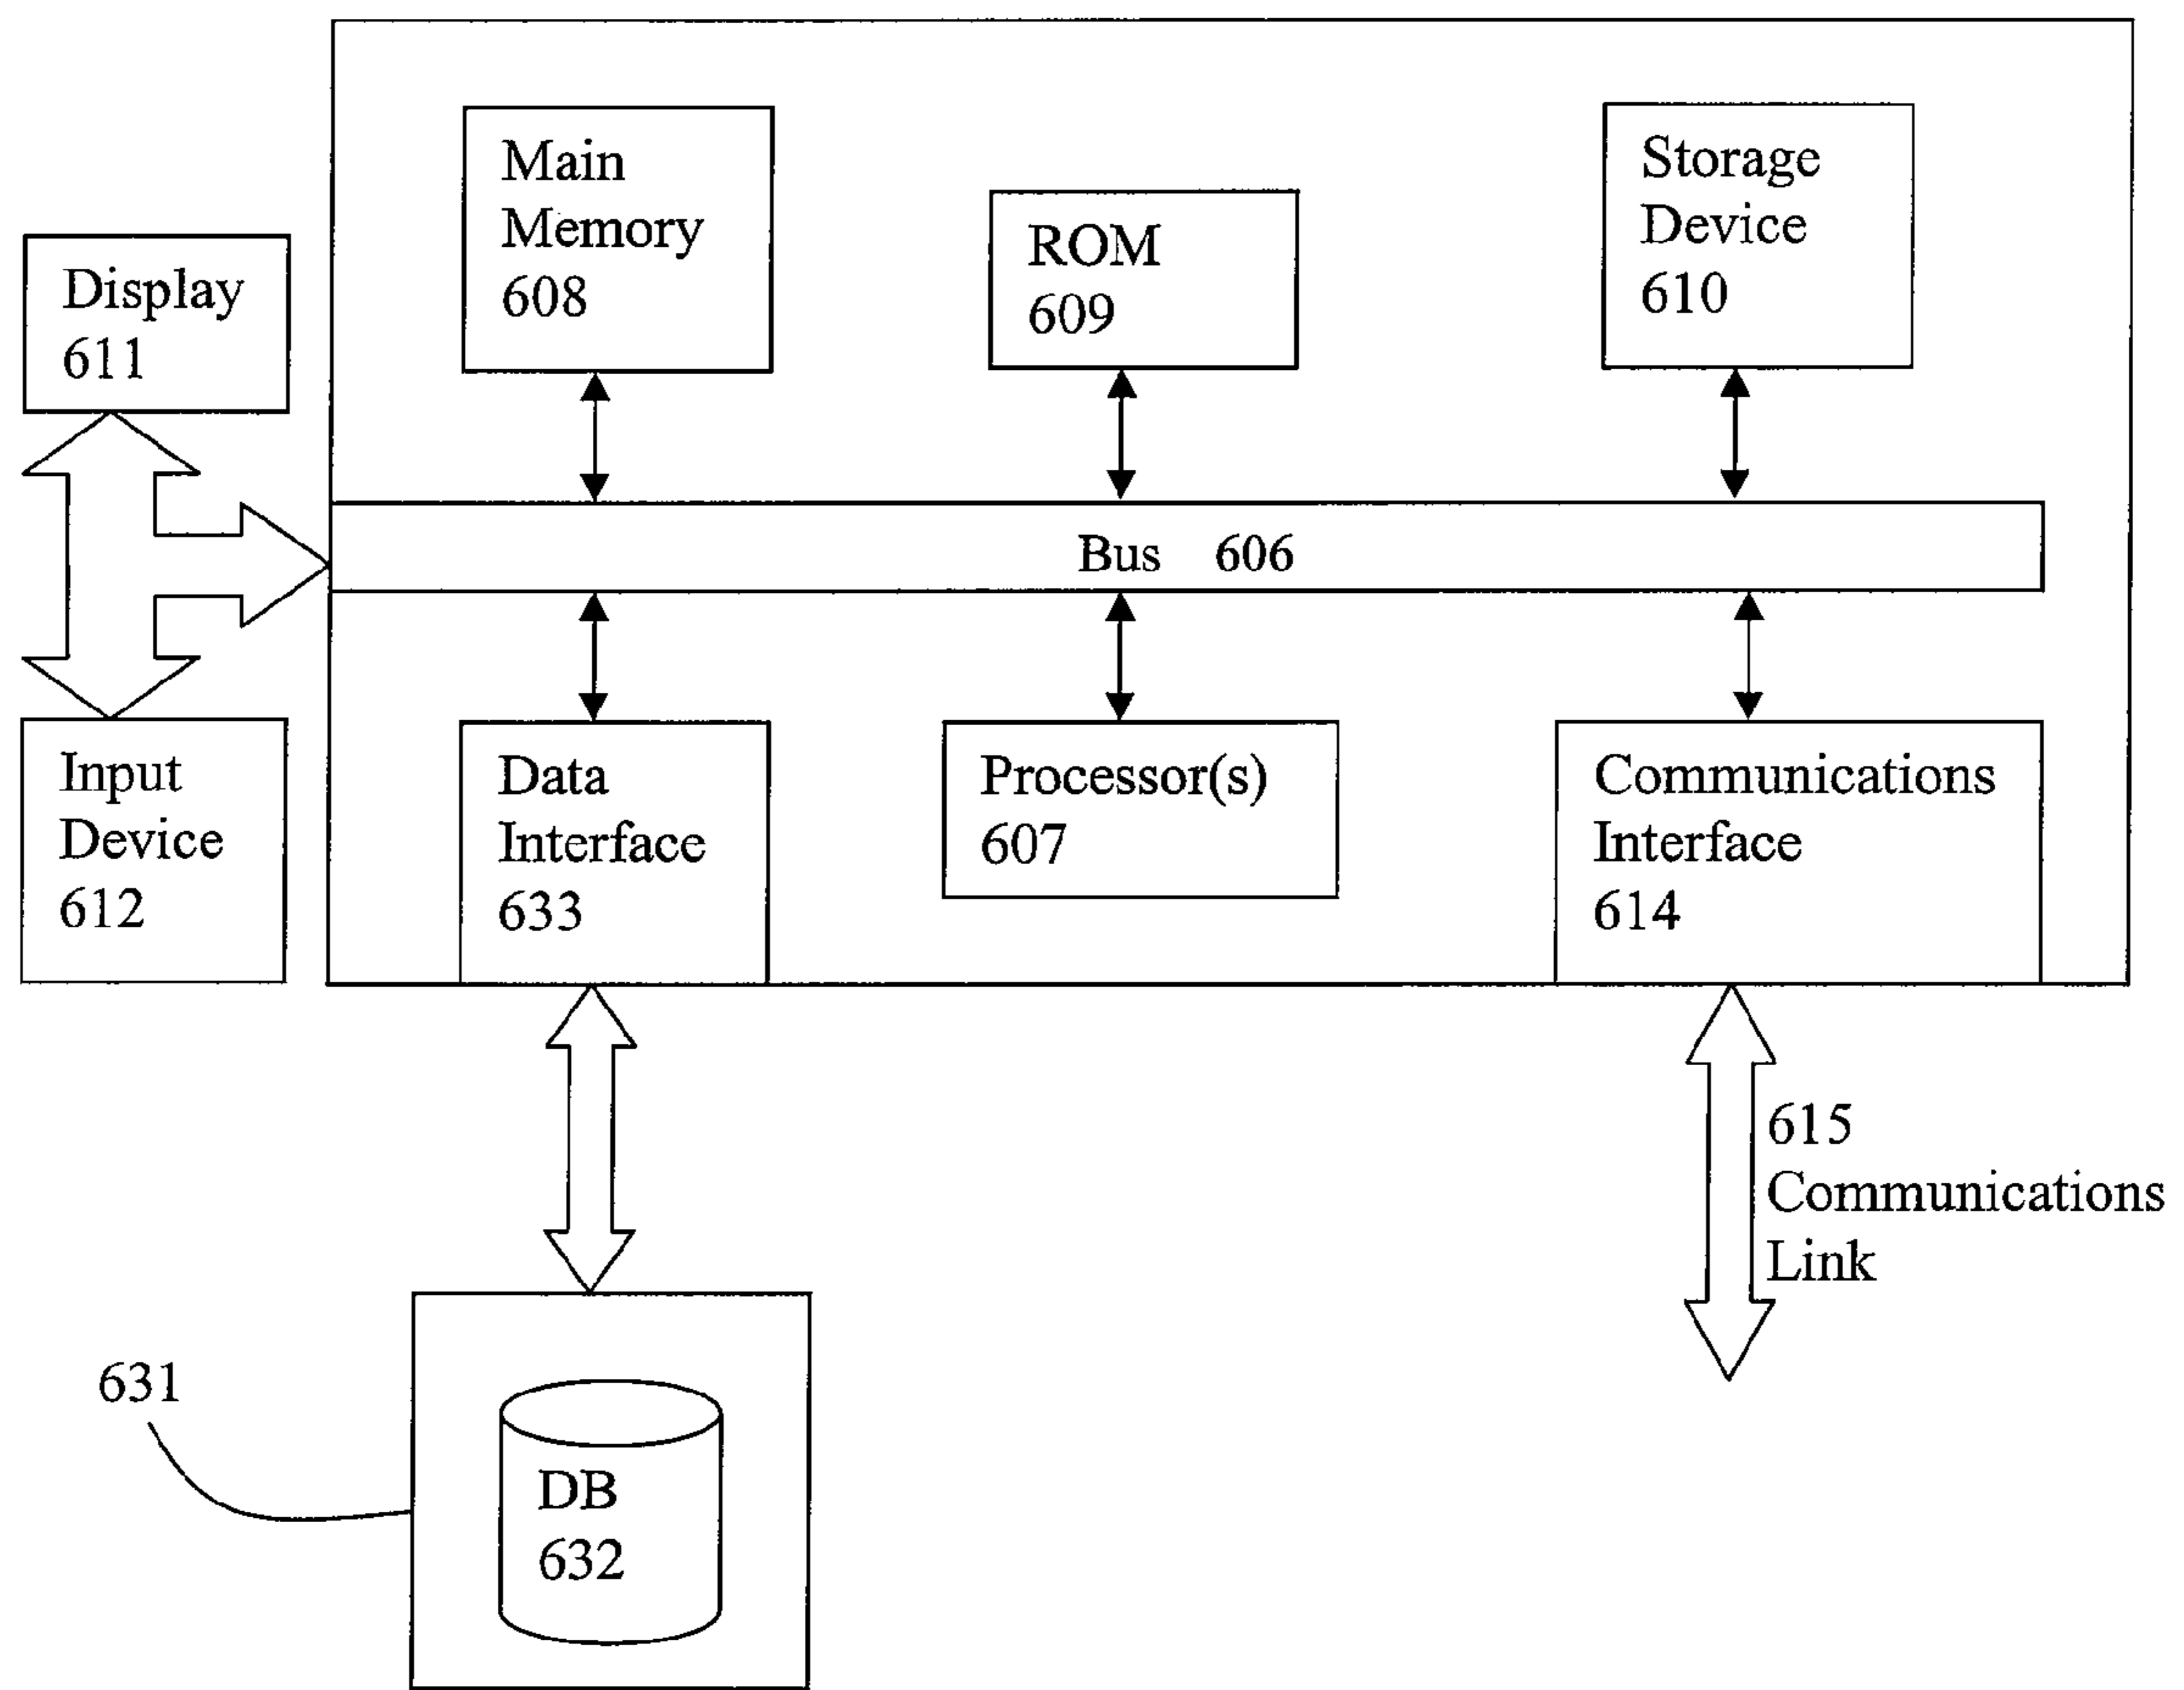 Main
Memory
608
ROM
609
Storage
Device
610
Display
611
Bus 606
Input
Device
612
Data
Interface
633
Processor(s)
607
Communications
Interface
614
615
Communications
Link
631
DB
632